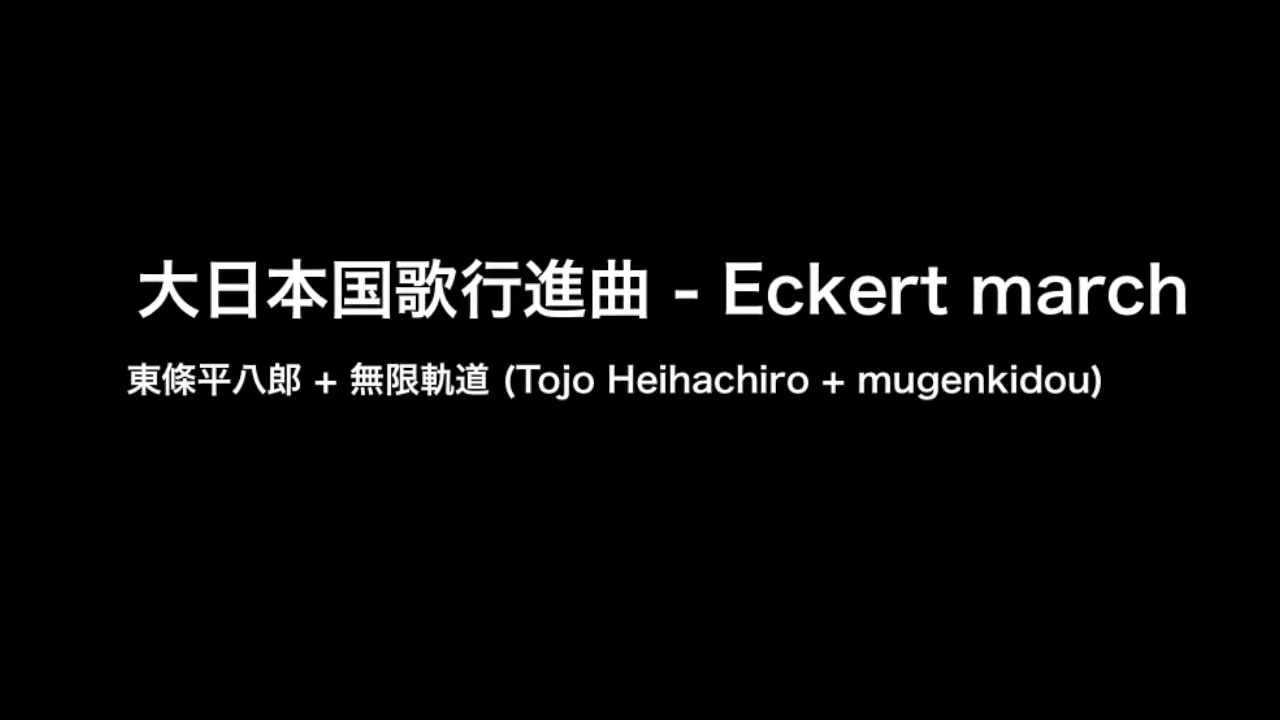 大日本国歌行進曲 - Eckert march
東條平八郎 + 無限軌道 (Tojo Heihachiro + mugenkidou)